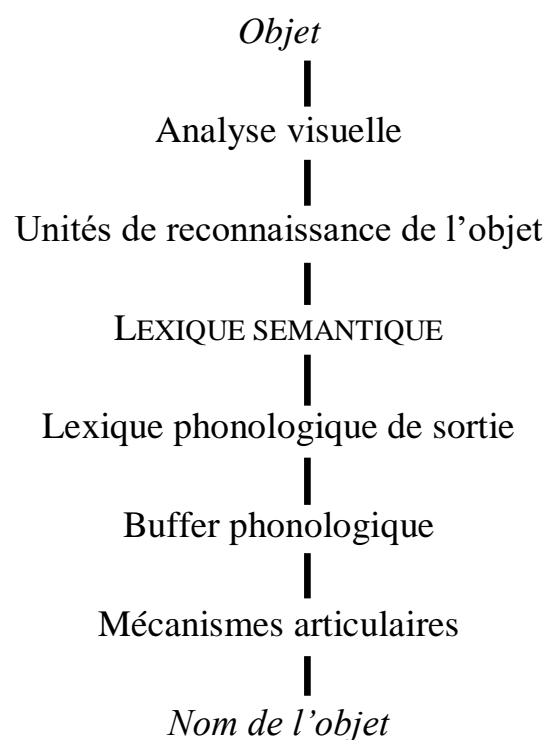 Objet
Analyse visuelle
Unités de reconnaissance de l’objet
LEXIQUE SEMANTIQUE
Lexique phonologique de sortie
Buffer phonologique
Mécanismes articulaires
Nom de l’objet